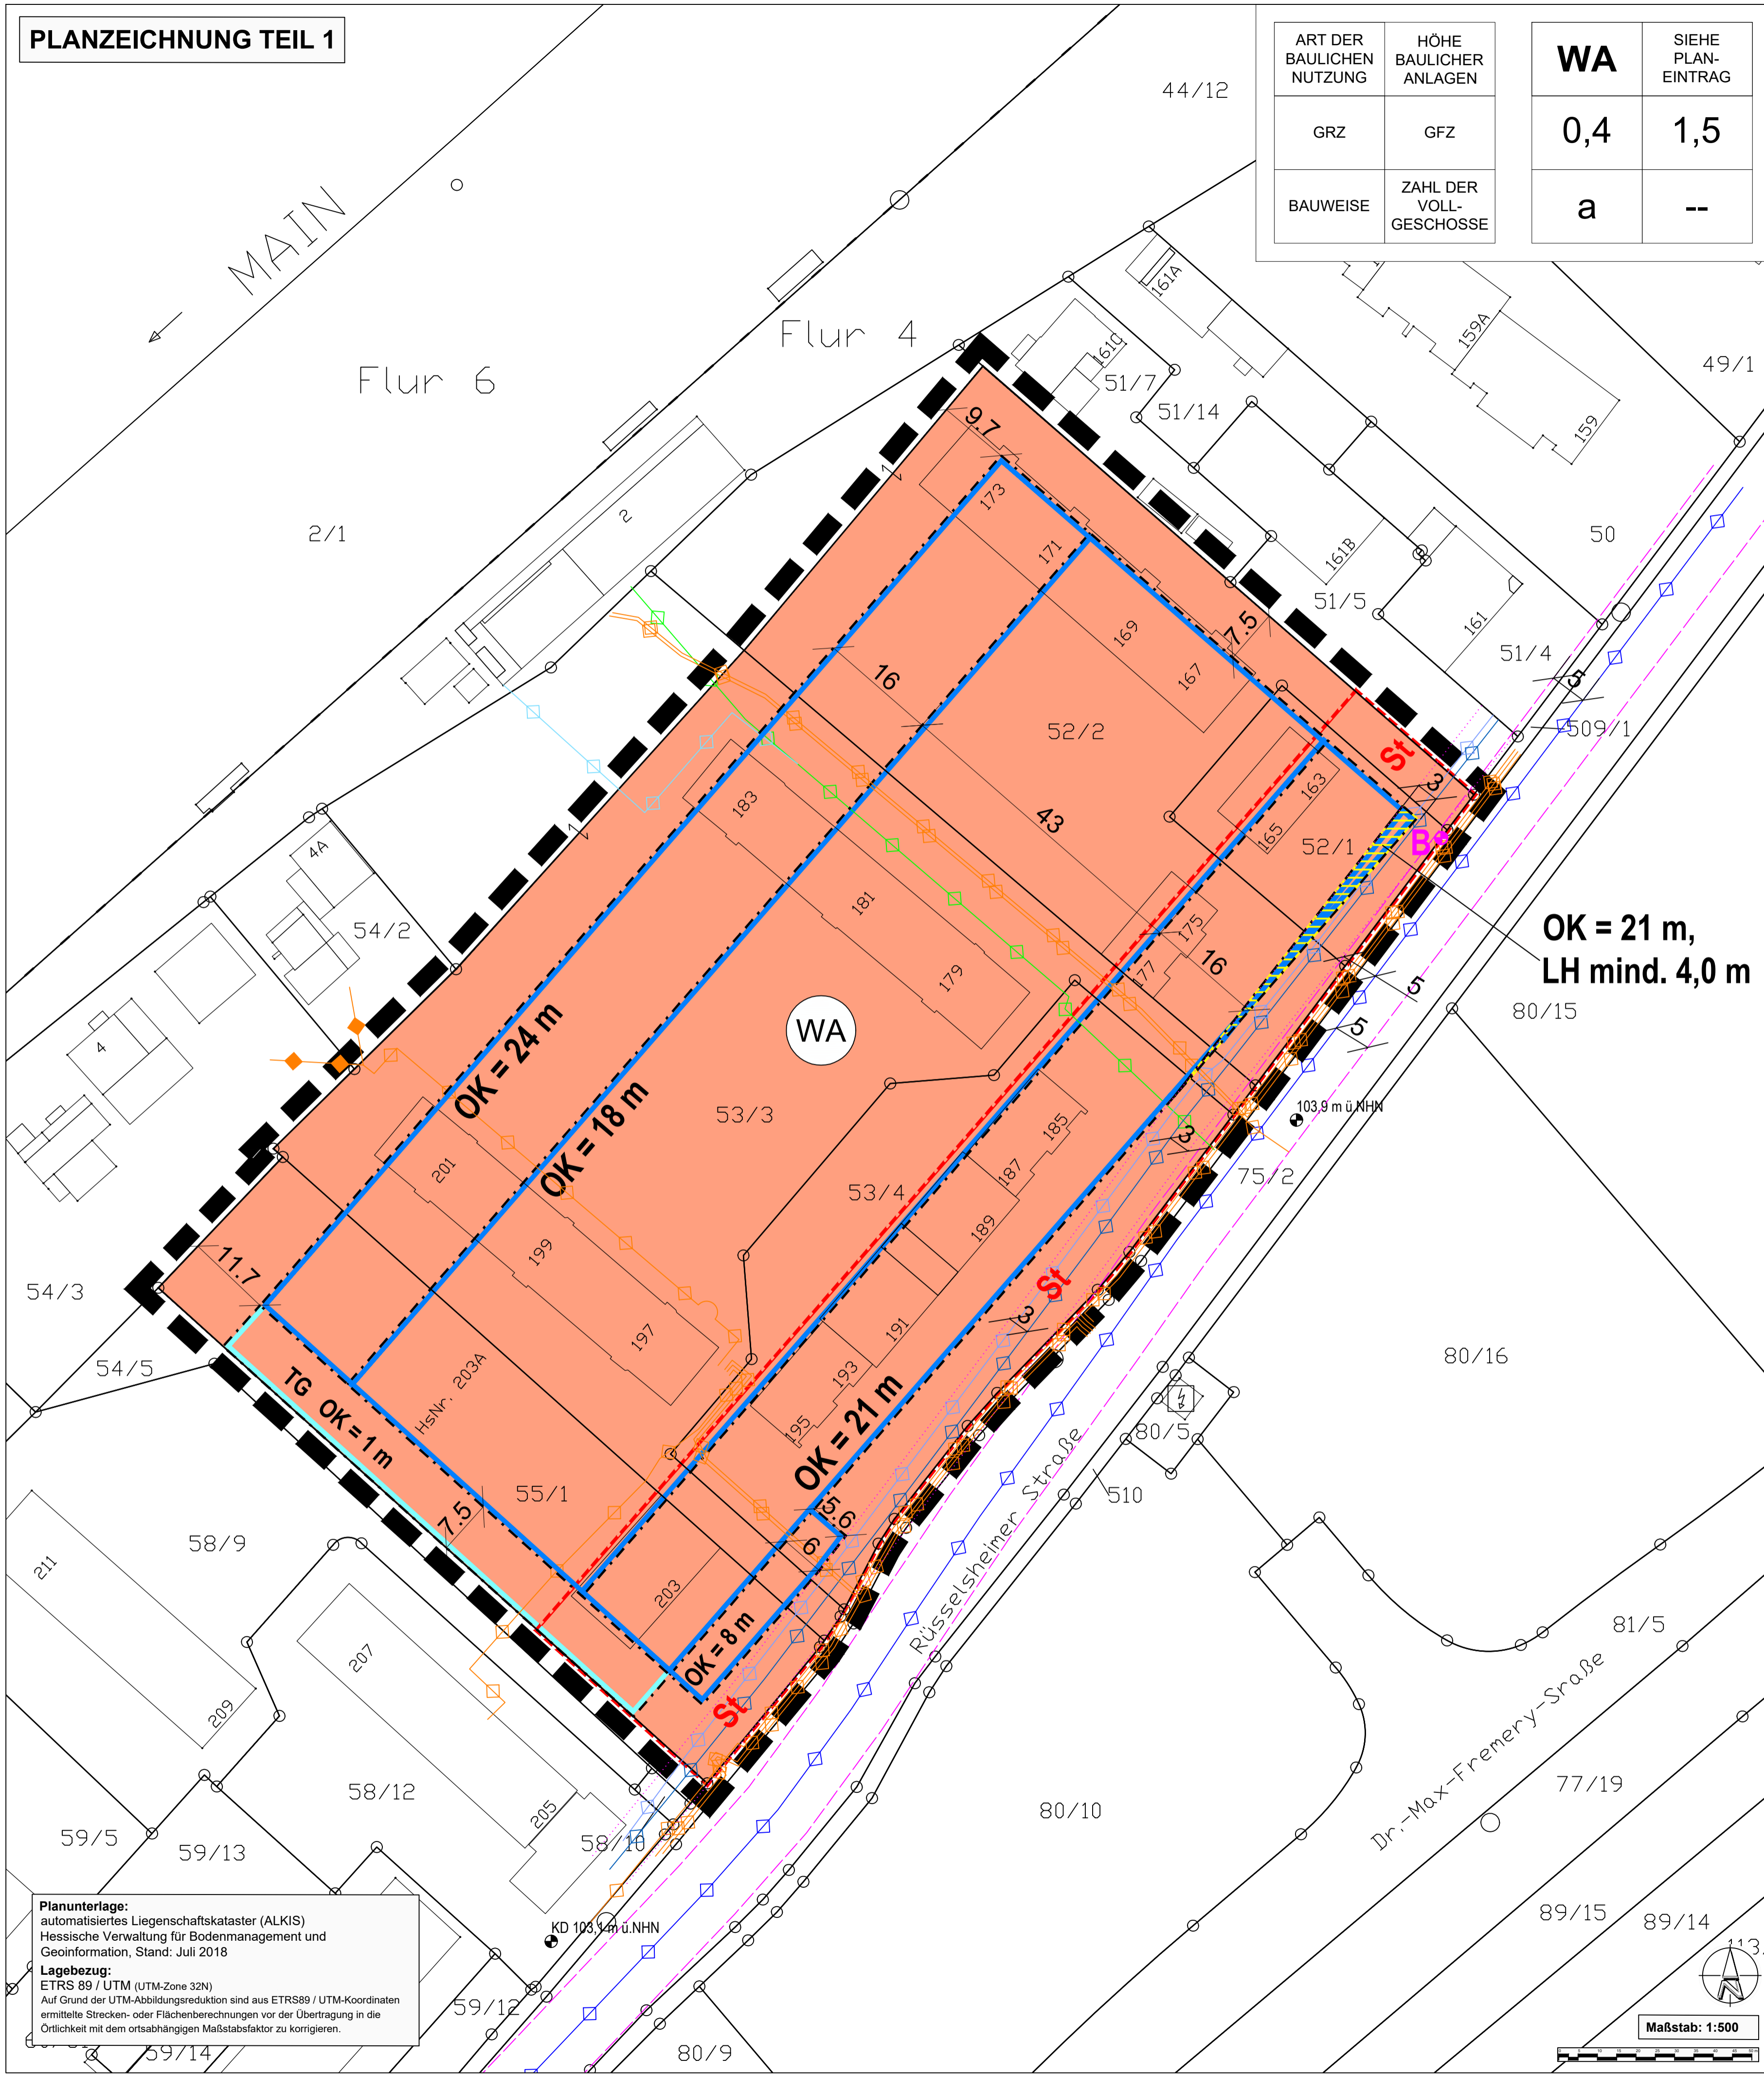 PLANZEICHNUNG TEIL 1
ART DER
BAULICHEN
NUTZUNG
HÖHE
BAULICHER
ANLAGEN
WA
SIEHE
PLAN-
EINTRAG
GRZ
GFZ
0,4
1,5
BAUWEISE
ZAHL DER
VOLL-
GESCHOSSE
a
--
44/12
MAIN
Flur 4
Flur 6
161A
161C
159A
159
49/1
51/7
51/14
9.7
2
2/1
173
171
169
167
7.5
161B
50
51/5
161
51/4
5
509/1
16
52/2
St
3
183
43
163
165
52/1
B
4A
181
175
16
177
OK = 21 m,
LH mind. 4,0 m
54/2
179
5
5
80/15
4
OK = 24 m
WA
OK = 18 m
53/3
103,9 m ü.NHN
185
3
75/2
201
187
53/4
189
199
11.7
54/3
St
3
197
191
54/5
HsNr. 203A
193
80/16
TG OK = 1 m
195
OK = 21 m
80/5
55/1
7.5
5.6
510
58/9
6
211
203
Rüsselsheimer Straße
OK = 8 m
81/5
207
209
St
Dr.-Max-Fremery-Sraße
77/19
58/12
205
80/10
59/5
59/13
58/10
89/15
89/14
KD 103,1 m ü.NHN
113
Planunterlage:
automatisiertes Liegenschaftskataster (ALKIS)
Hessische Verwaltung für Bodenmanagement und
Geoinformation, Stand: Juli 2018
Lagebezug:
ETRS 89 / UTM (UTM-Zone 32N)
Auf Grund der UTM-Abbildungsreduktion sind aus ETRS89 / UTM-Koordinaten
ermittelte Strecken- oder Flächenberechnungen vor der Übertragung in die
Örtlichkeit mit dem ortsabhängigen Maßstabsfaktor zu korrigieren.
59/12
59/14
80/9
N
Maßstab: 1:500